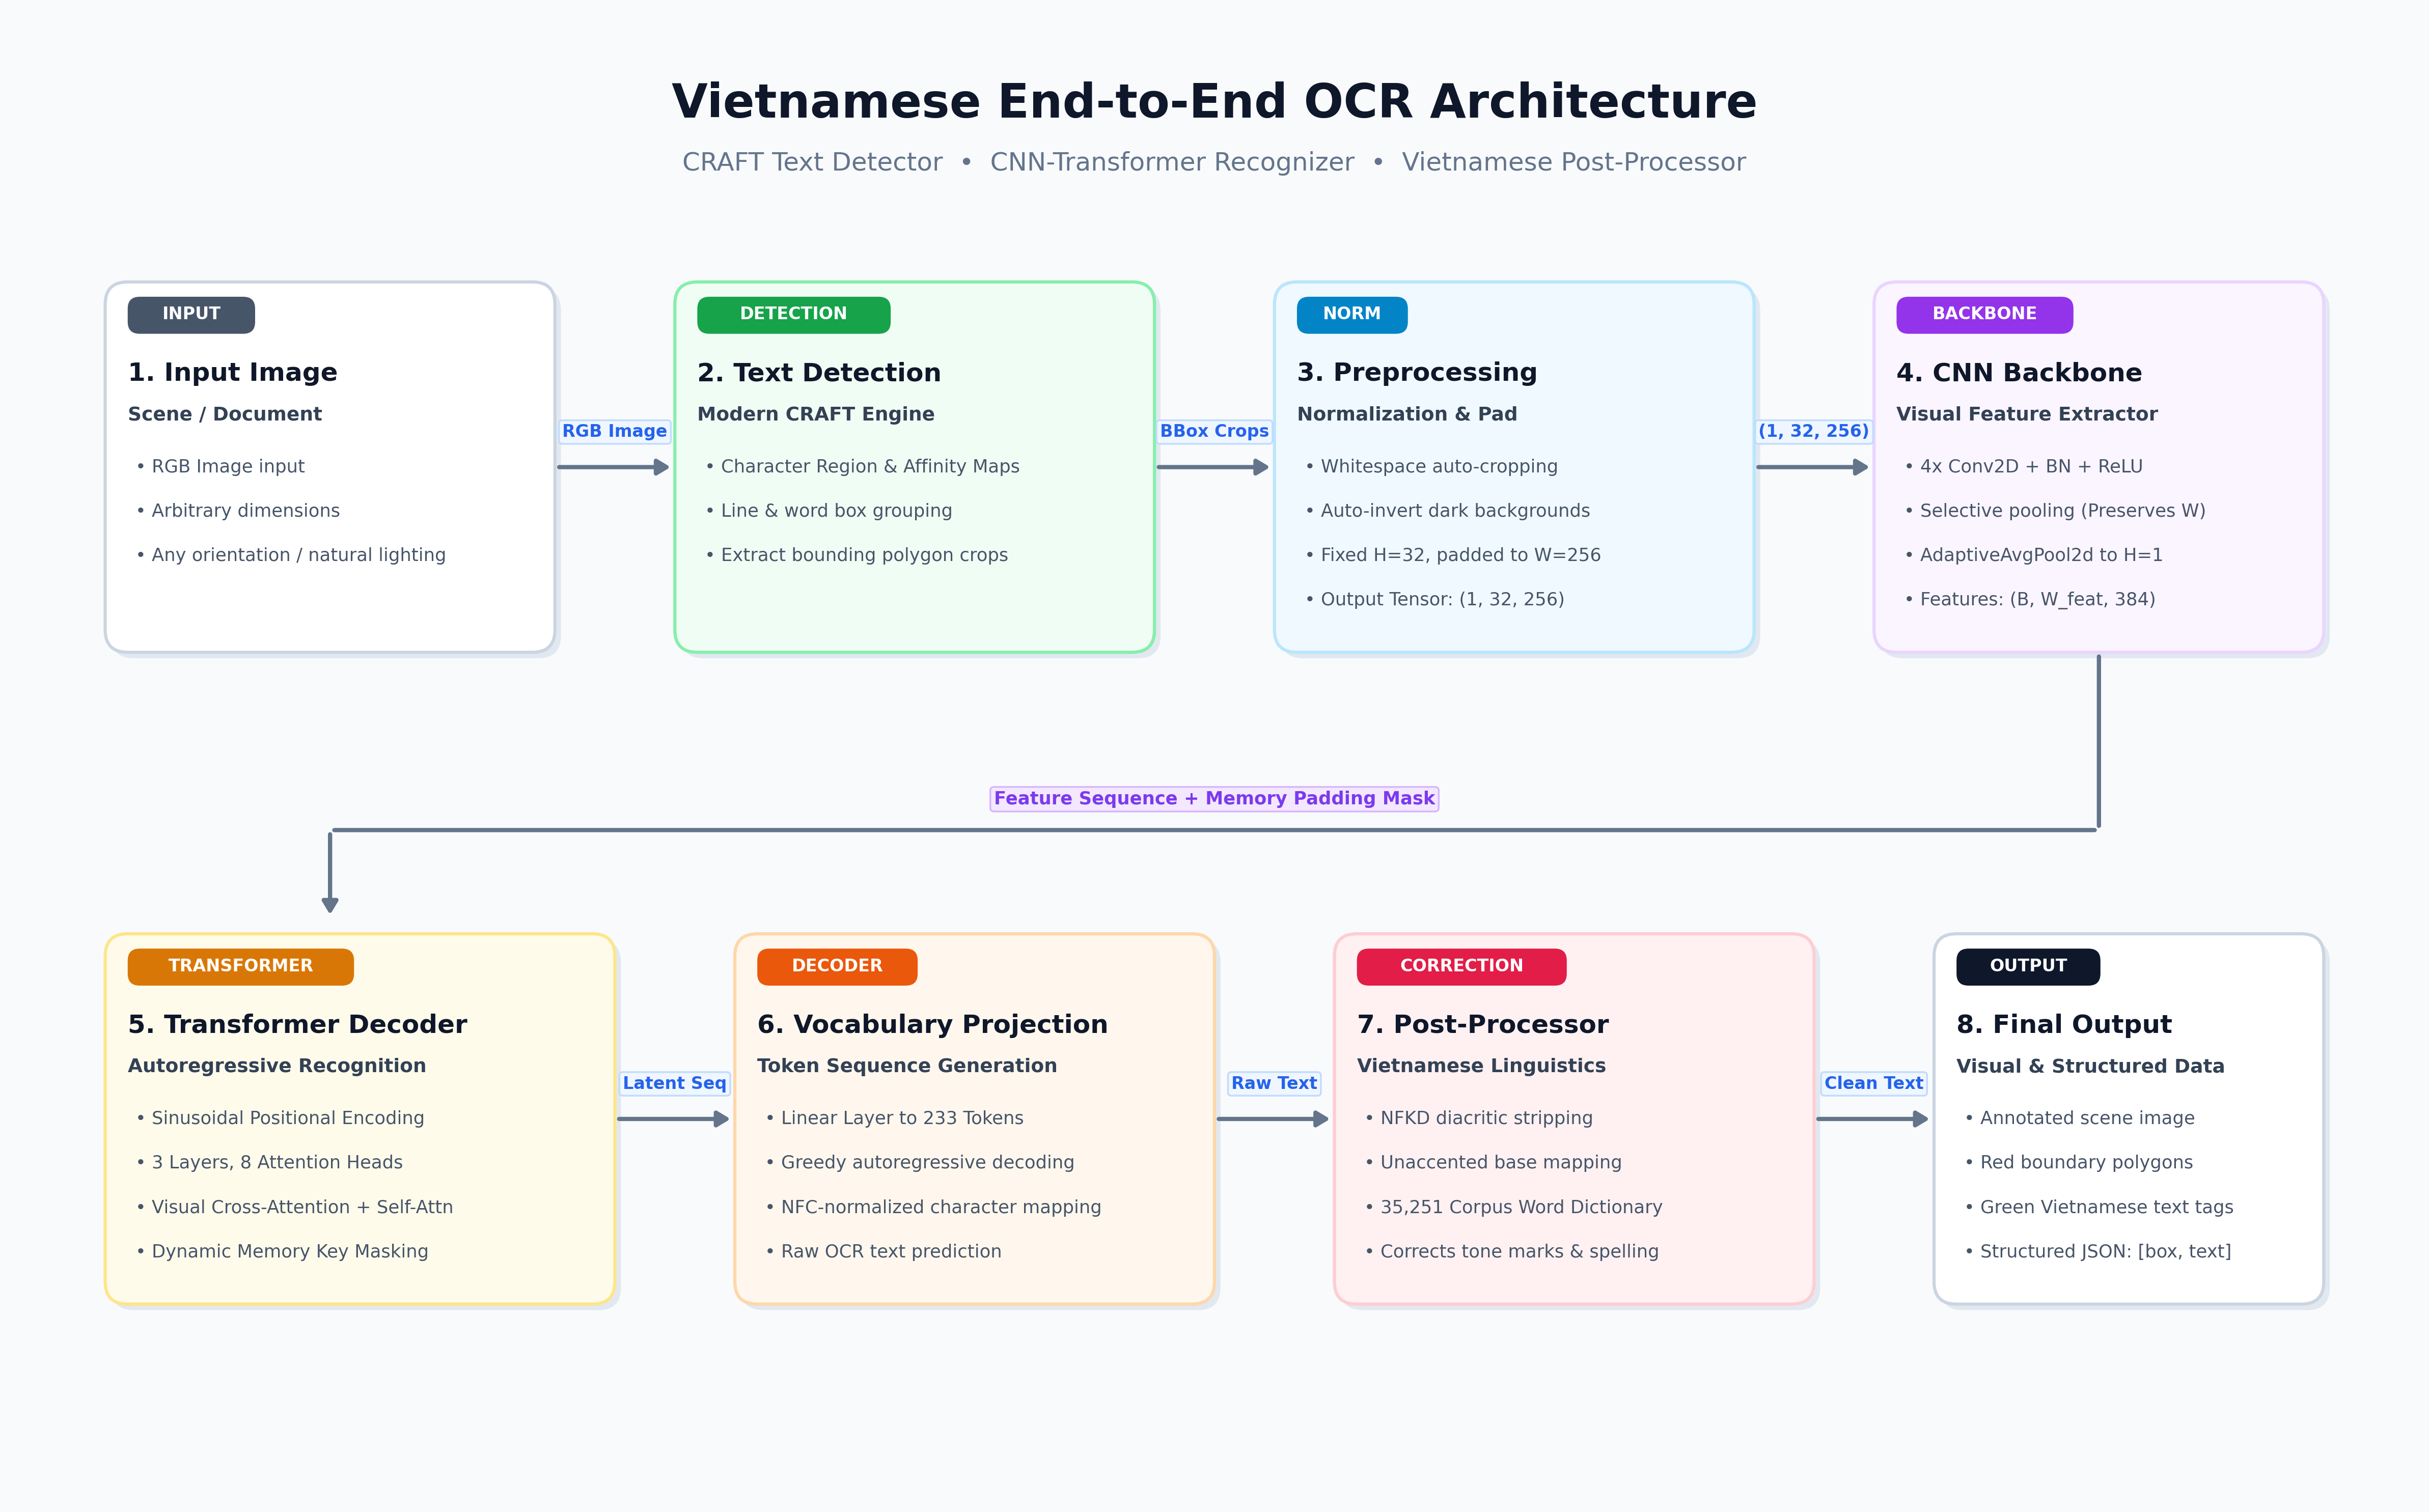 Vietnamese End-to-End OCR Architecture
CRAFT Text Detector • CNN-Transformer Recognizer • Vietnamese Post-Processor
INPUT
1. Input Image
Scene / Document
• RGB Image input
• Arbitrary dimensions
• Any orientation / natural lighting
RGB Image
DETECTION
2. Text Detection
Modern CRAFT Engine
• Character Region & Affinity Maps
• Line & word box grouping
• Extract bounding polygon crops
BBox Crops
NORM
3. Preprocessing
Normalization & Pad
• Whitespace auto-cropping
• Auto-invert dark backgrounds
• Fixed H=32, padded to W=256
• Output Tensor: (1, 32, 256)
(1, 32, 256)
BACKBONE
4. CNN Backbone
Visual Feature Extractor
• 4x Conv2D + BN + ReLU
• Selective pooling (Preserves W)
• AdaptiveAvgPool2d to H=1
• Features: (B, W_feat, 384)
Feature Sequence + Memory Padding Mask
TRANSFORMER
5. Transformer Decoder
Autoregressive Recognition
• Sinusoidal Positional Encoding
• 3 Layers, 8 Attention Heads
• Visual Cross-Attention + Self-Attn
• Dynamic Memory Key Masking
Latent Seq
DECODER
6. Vocabulary Projection
Token Sequence Generation
• Linear Layer to 233 Tokens
• Greedy autoregressive decoding
• NFC-normalized character mapping
• Raw OCR text prediction
Raw Text
CORRECTION
7. Post-Processor
Vietnamese Linguistics
• NFKD diacritic stripping
• Unaccented base mapping
• 35,251 Corpus Word Dictionary
• Corrects tone marks & spelling
Clean Text
OUTPUT
8. Final Output
Visual & Structured Data
• Annotated scene image
• Red boundary polygons
• Green Vietnamese text tags
• Structured JSON: [box, text]